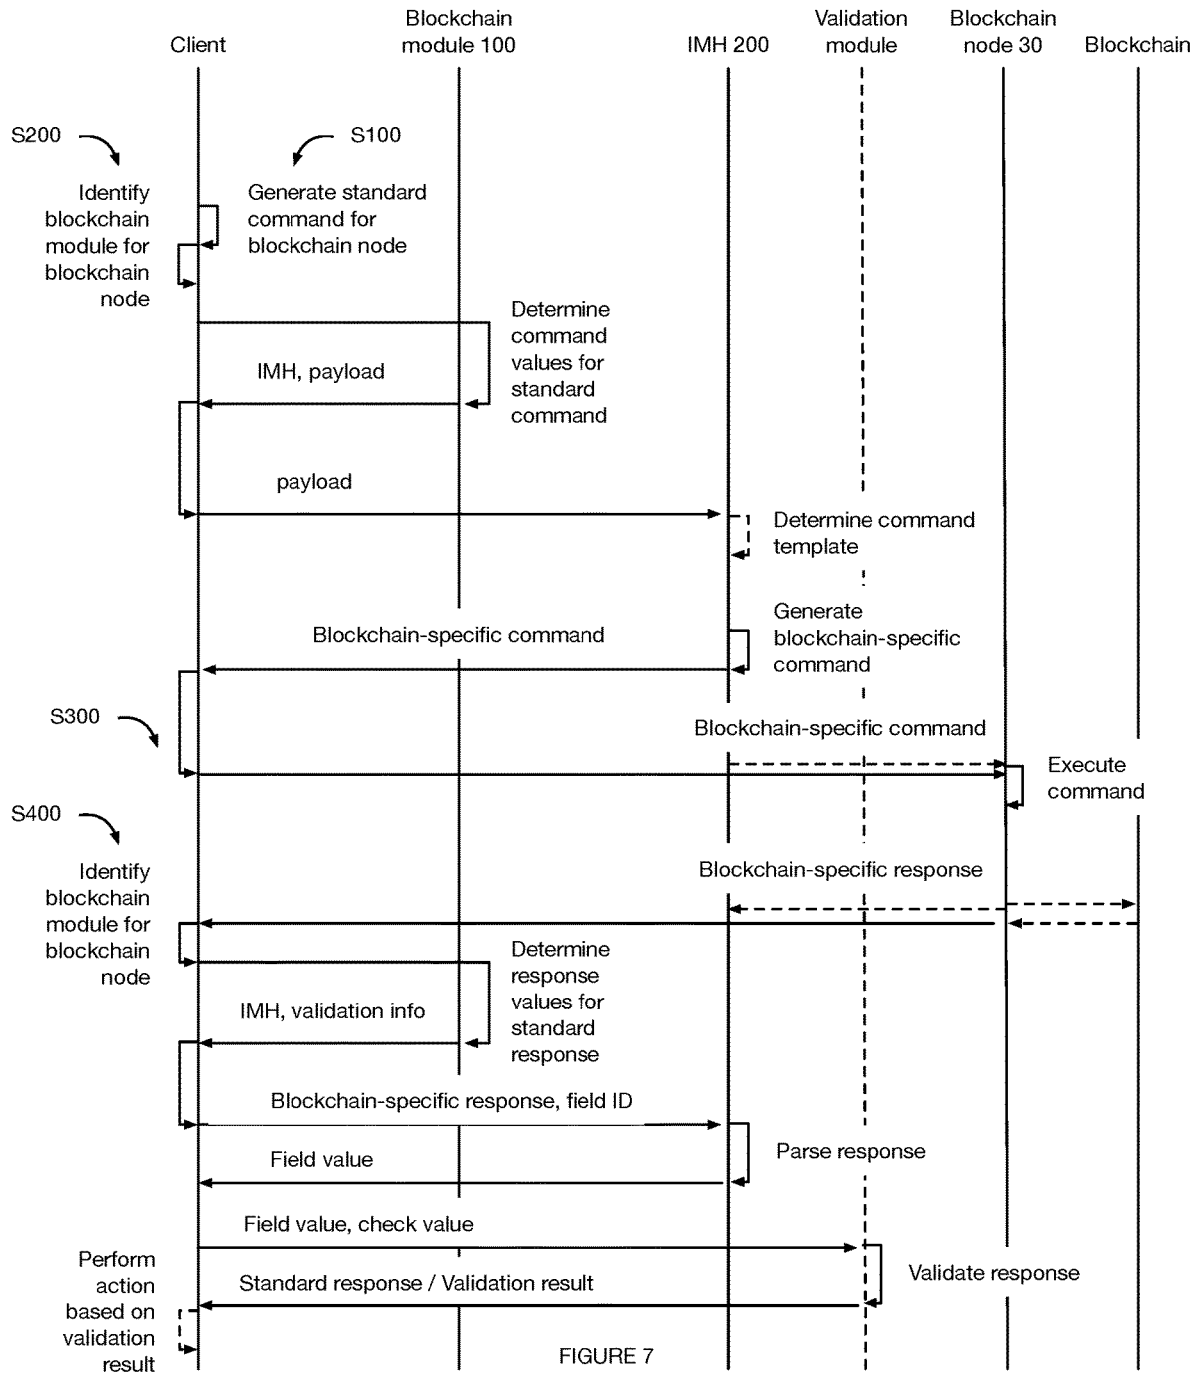 Client
Blockchain
module 100
IMH 200
Validation
module
Blockchain
node 30
Blockchain
S200
S100
Identify
blockchain
module for
blockchain
node
Generate standard
command for
blockchain node
Determine
command
values for
standard
command
IMH, payload
payload
Determine command
template
Generate
blockchain-specific
command
Blockchain-specific command
S300
Blockchain-specific command
Execute
command
S400
Identify
blockchain
module for
blockchain
node
Blockchain-specific response
Determine
response
values for
standard
response
IMH, validation info
Blockchain-specific response, field ID
Parse response
Field value
Field value, check value
Validate response
Standard response / Validation result
Perform
action
based on
validation
result
FIGURE 7